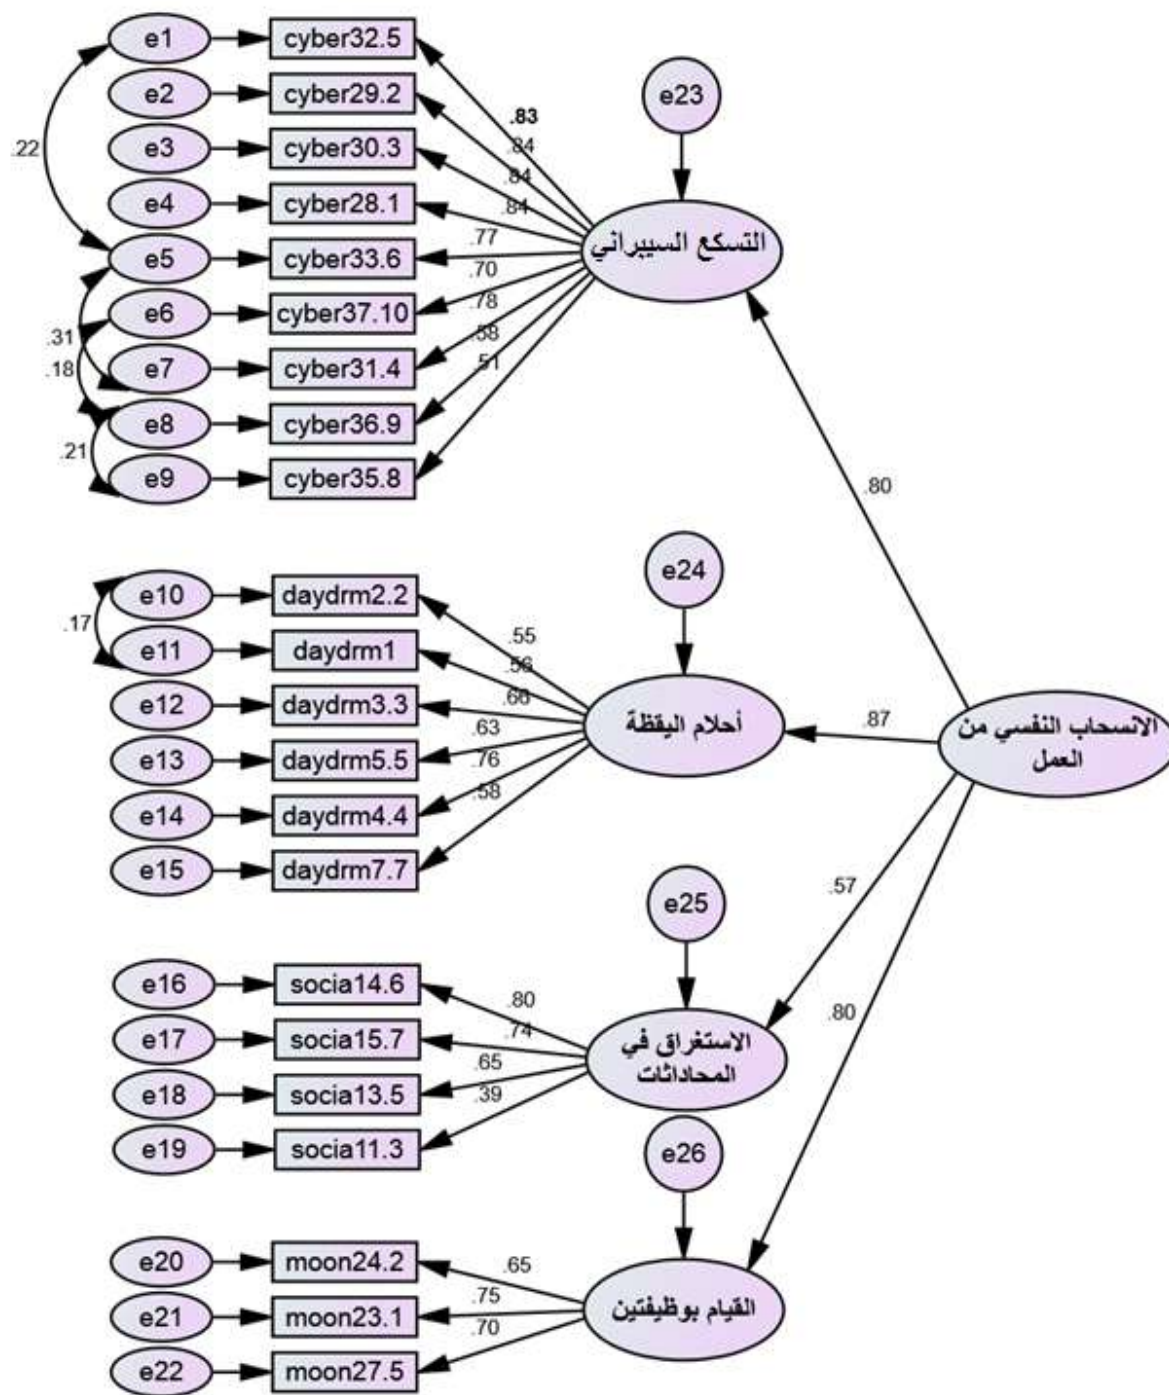 e1
cyber32.5
e2
cyber29.2
e3
cyber30.3
e4
cyber28.1
e5
cyber33.6
e6
cyber37.10
e7
cyber31.4
e8
cyber36.9
e9
cyber35.8
.22
.31
.18
.21
.83
.84
.84
.84
.77
.70
.78
.58
.51
e23
التسكع السيبراني
.80
e10
daydrm2.2
e11
daydrm1
e12
daydrm3.3
e13
daydrm5.5
e14
daydrm4.4
e15
daydrm7.7
.17
.55
.56
.66
.63
.76
.58
e24
أحلام اليقظة
.87
الانسحاب النفسي من
العمل
e16
socia14.6
e17
socia15.7
e18
socia13.5
e19
socia11.3
.80
.74
.65
.39
e25
الاستغراق في
المحاداثات
.57
.80
e20
moon24.2
e21
moon23.1
e22
moon27.5
.65
.75
.70
e26
القيام بوظيفتين